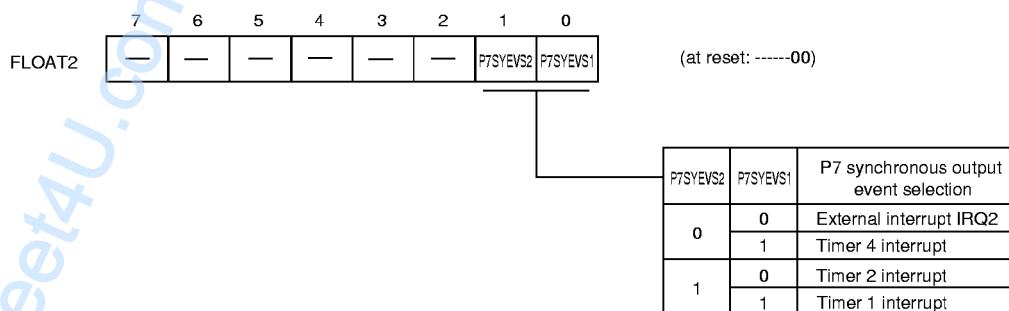 7 6 5 4 3 2 1 0
FLOAT2 — — — — — — P7SYEVS2 P7SYEVS1 (at reset: ------00)
P7SYEVS2 P7SYEVS1 P7 synchronous output
event selection
0 0 External interrupt IRQ2
1 Timer 4 interrupt
1 0 Timer 2 interrupt
1 Timer 1 interrupt
eet4U.com